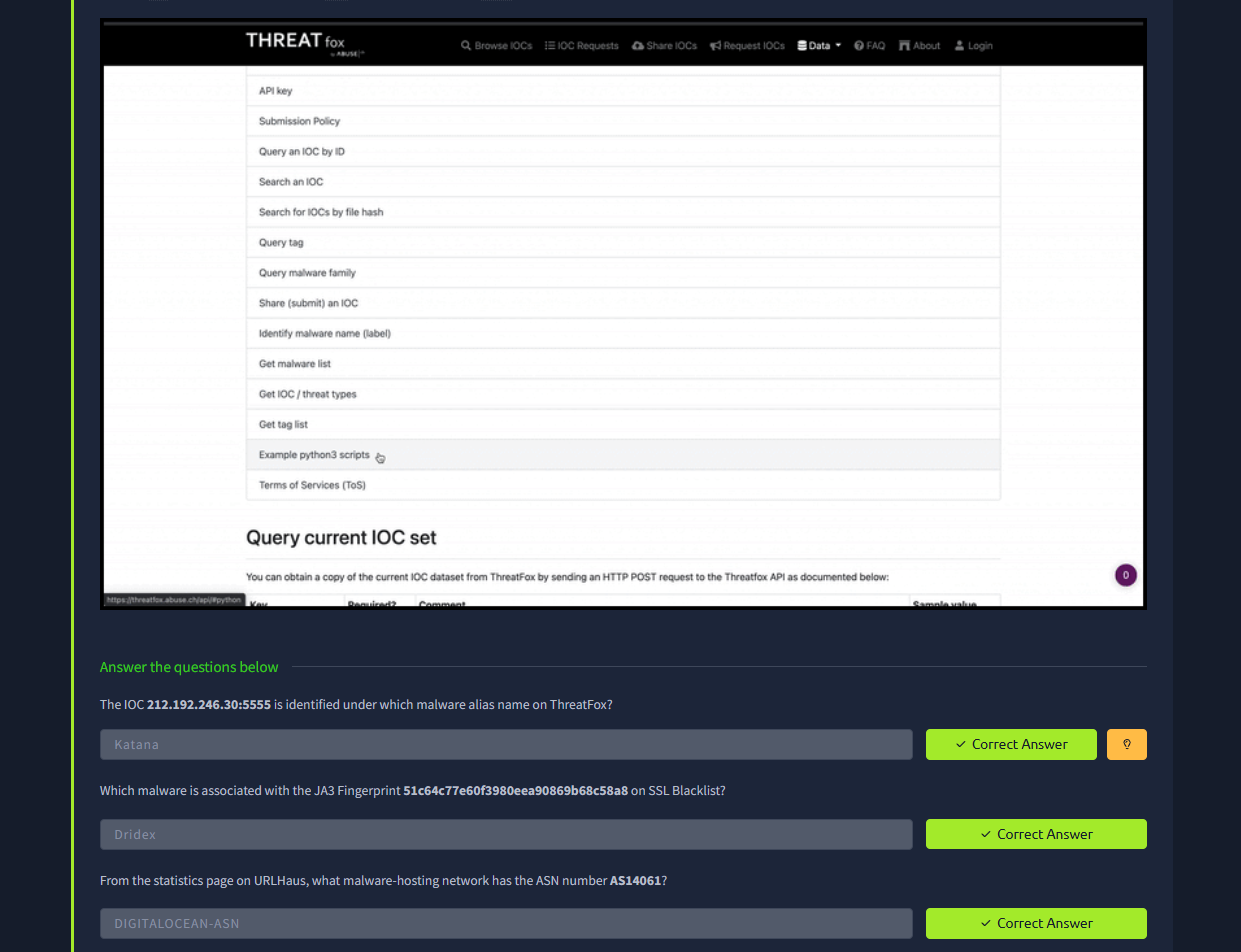 THREAT fox
by ABUSE|ch
Browse IOCs IOC Requests Share IOCs Request IOCs Data FAQ About Login
API key
Submission Policy
Query an IOC by ID
Search an IOC
Search for IOCs by file hash
Query tag
Query malware family
Share (submit) an IOC
Identify malware name (label)
Get malware list
Get IOC / threat types
Get tag list
Example python3 scripts
Terms of Services (ToS)
Query current IOC set
You can obtain a copy of the current IOC dataset from ThreatFox by sending an HTTP POST request to the Threatfox API as documented below:
0
https://threatfox.abuse.ch/api/#python
Key Required? Comment Sample value
Answer the questions below
The IOC 212.192.246.30:5555 is identified under which malware alias name on ThreatFox?
Katana
✓ Correct Answer
Which malware is associated with the JA3 Fingerprint 51c64c77e60f3980eea90869b68c58a8 on SSL Blacklist?
Dridex
✓ Correct Answer
From the statistics page on URLHaus, what malware-hosting network has the ASN number AS14061?
DIGITALOCEAN-ASN
✓ Correct Answer